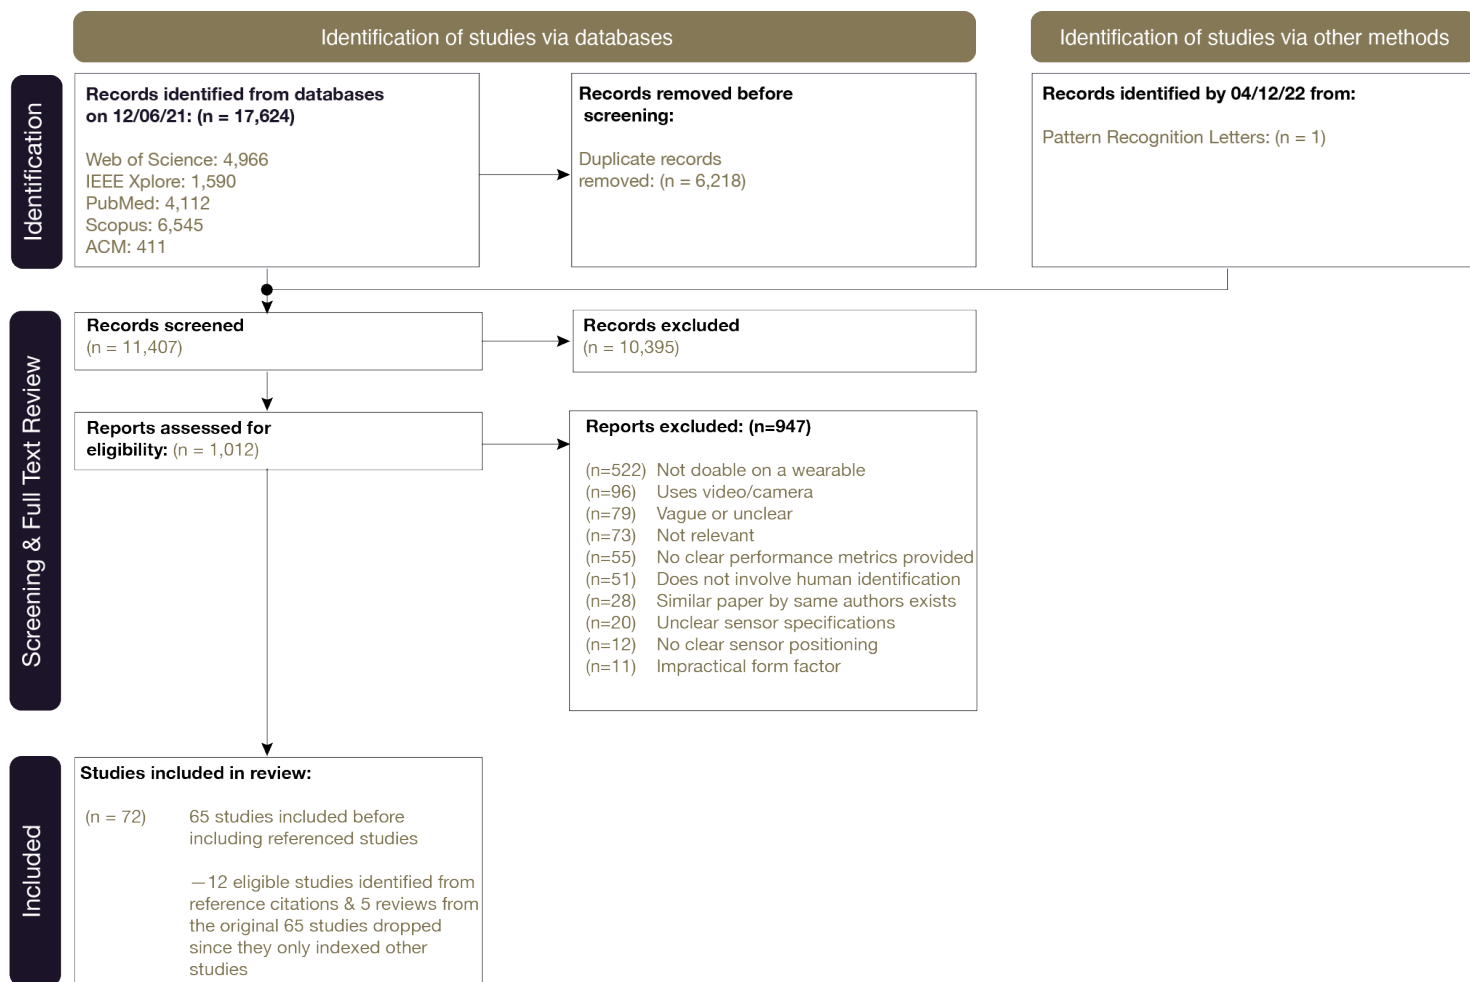 Identification of studies via databases
Identification of studies via other methods
Identification
Records identified from databases
on 12/06/21: (n = 17,624)
Web of Science: 4,966
IEEE Xplore: 1,590
PubMed: 4,112
Scopus: 6,545
ACM: 411
Records removed before
screening:
Duplicate records
removed: (n = 6,218)
Records identified by 04/12/22 from:
Pattern Recognition Letters: (n = 1)
Screening & Full Text Review
Records screened
(n = 11,407)
Records excluded
(n = 10,395)
Reports assessed for
eligibility: (n = 1,012)
Reports excluded: (n=947)
(n=522) Not doable on a wearable
(n=96) Uses video/camera
(n=79) Vague or unclear
(n=73) Not relevant
(n=55) No clear performance metrics provided
(n=51) Does not involve human identification
(n=28) Similar paper by same authors exists
(n=20) Unclear sensor specifications
(n=12) No clear sensor positioning
(n=11) Impractical form factor
Included
Studies included in review:
(n = 72) 65 studies included before
including referenced studies
—12 eligible studies identified from
reference citations & 5 reviews from
the original 65 studies dropped
since they only indexed other
studies